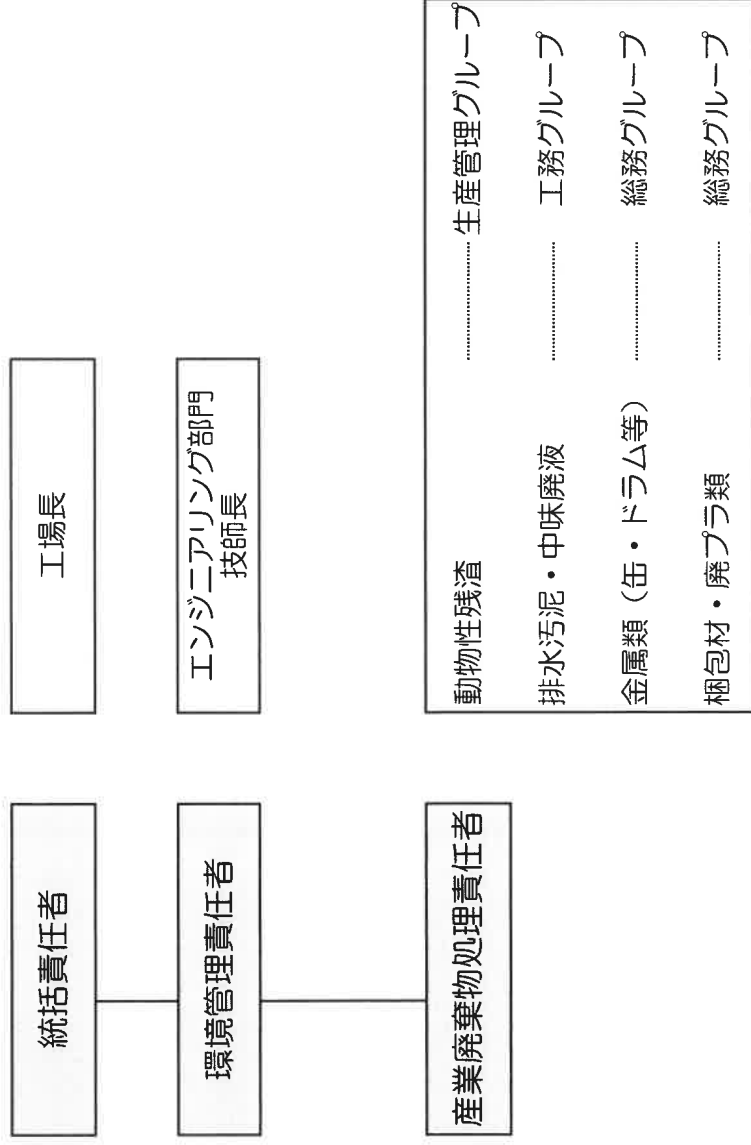 統括責任者
工場長
環境管理責任者
エンジニアリング部門
技師長
産業廃棄物処理責任者
動物性残渣 ……………生産管理グループ
排水汚泥・中味廃液 …………… 工務グループ
金属類（缶・ドラム等） …………… 総務グループ
梱包材・廃プラ類 …………… 総務グループ